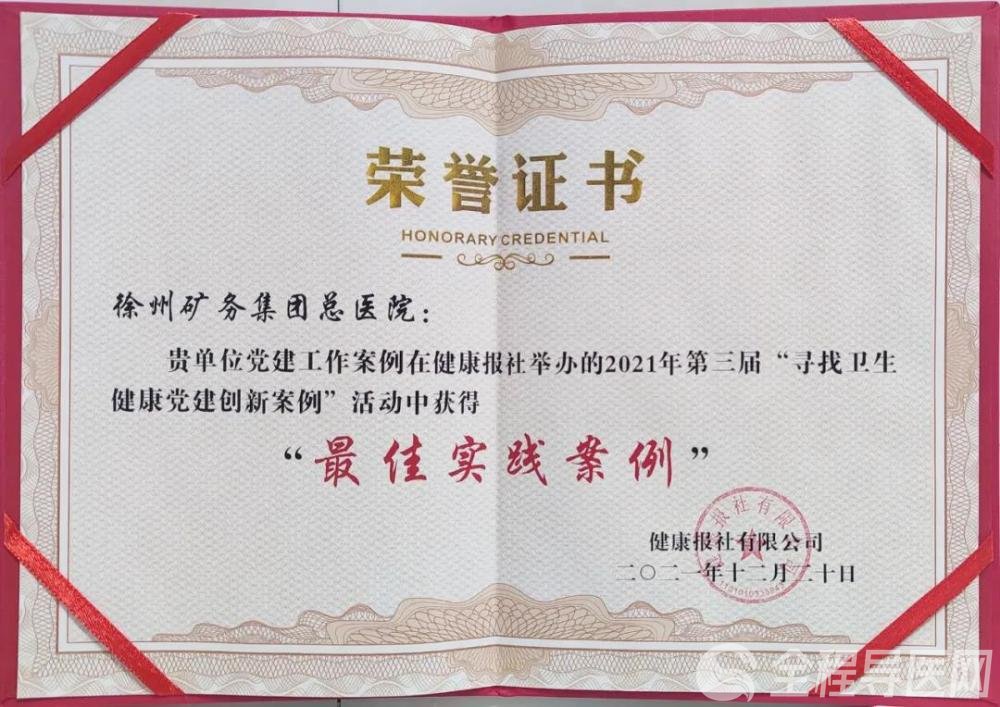 荣誉证书
HONORARY CREDENTIAL
徐州矿务集团总医院：
贵单位党建工作案例在健康报社举办的2021年第三届“寻找卫生
健康党建创新案例”活动中获得
“最佳实践案例”
报社有限
健康报社有限公司
二〇二一年十二月二十日
全程导医网